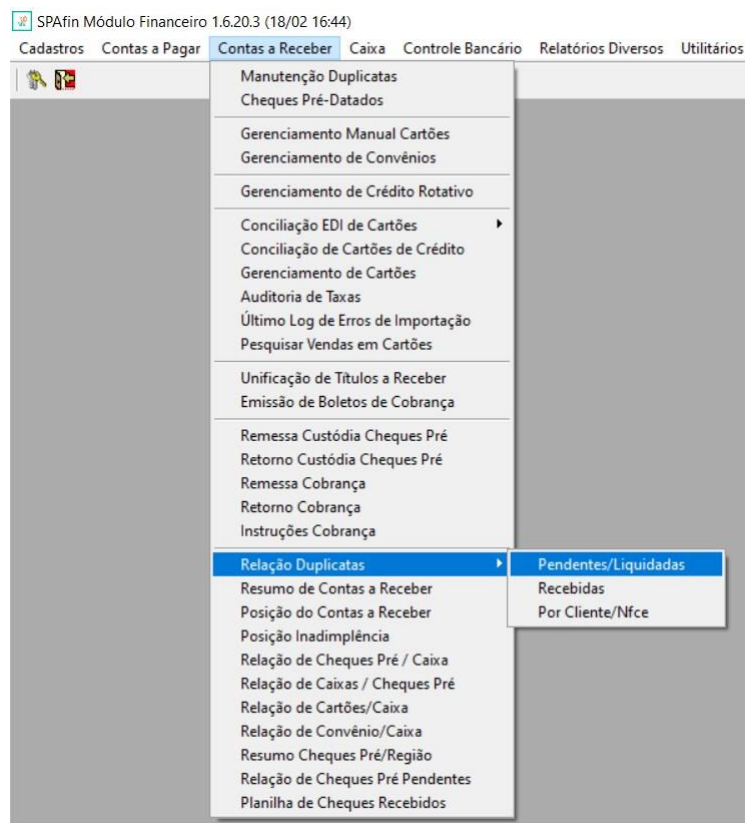 SPAfin Módulo Financeiro 1.6.20.3 (18/02 16:44)
Cadastros Contas a Pagar Contas a Receber Caixa Controle Bancário Relatórios Diversos Utilitários
Manutenção Duplicatas
Cheques Pré-Datados
Gerenciamento Manual Cartões
Gerenciamento de Convênios
Gerenciamento de Crédito Rotativo
Conciliação EDI de Cartões
Conciliação de Cartões de Crédito
Gerenciamento de Cartões
Auditoria de Taxas
Último Log de Erros de Importação
Pesquisar Vendas em Cartões
Unificação de Títulos a Receber
Emissão de Boletos de Cobrança
Remessa Custódia Cheques Pré
Retorno Custódia Cheques Pré
Remessa Cobrança
Retorno Cobrança
Instruções Cobrança
Relação Duplicatas
Pendentes/Liquidadas
Recebidas
Por Cliente/Nfce
Resumo de Contas a Receber
Posição do Contas a Receber
Posição Inadimplência
Relação de Cheques Pré / Caixa
Relação de Caixas / Cheques Pré
Relação de Cartões/Caixa
Relação de Convênio/Caixa
Resumo Cheques Pré/Região
Relação de Cheques Pré Pendentes
Planilha de Cheques Recebidos